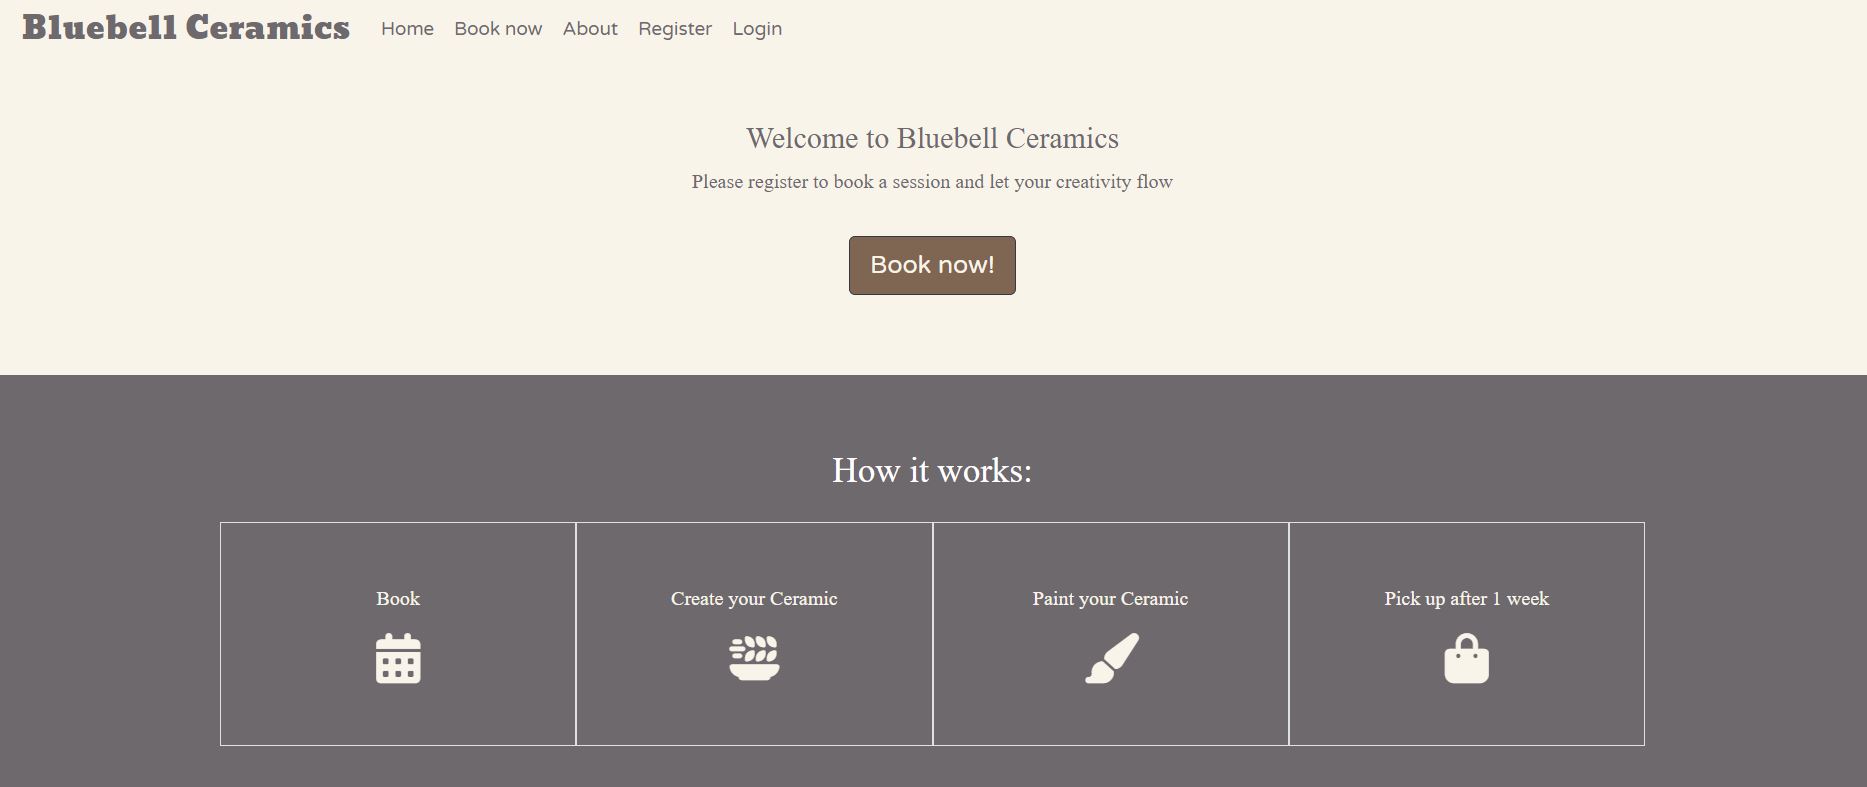 Bluebell Ceramics Home Book now About Register Login
Welcome to Bluebell Ceramics
Please register to book a session and let your creativity flow
Book now!
How it works:
Book
Create your Ceramic
Paint your Ceramic
Pick up after 1 week